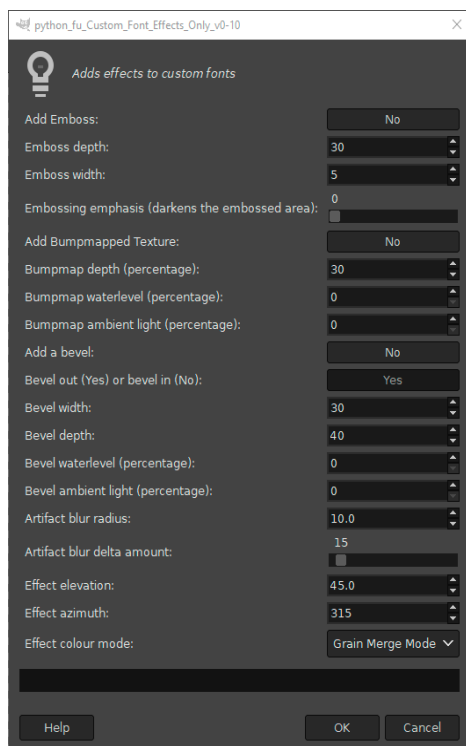 python_fu_Custom_Font_Effects_Only_v0-10
Adds effects to custom fonts
Add Emboss: No
Emboss depth: 30
Emboss width: 5
0
Embossing emphasis (darkens the embossed area):
Add Bumpmapped Texture: No
Bumpmap depth (percentage): 30
Bumpmap waterlevel (percentage): 0
Bumpmap ambient light (percentage): 0
Add a bevel: No
Bevel out (Yes) or bevel in (No): Yes
Bevel width: 30
Bevel depth: 40
Bevel waterlevel (percentage): 0
Bevel ambient light (percentage): 0
Artifact blur radius: 10.0
15
Artifact blur delta amount:
Effect elevation: 45.0
Effect azimuth: 315
Effect colour mode: Grain Merge Mode
Help OK Cancel